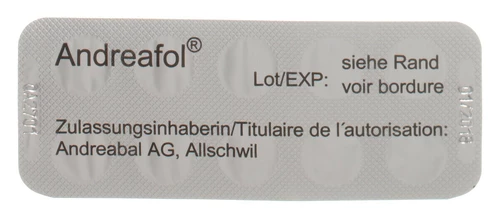 Andreafol®
Lot/EXP: siehe Rand
voir bordure
Zulassungsinhaberin/Titulaire de l´autorisation:
Andreabal AG, Allschwil